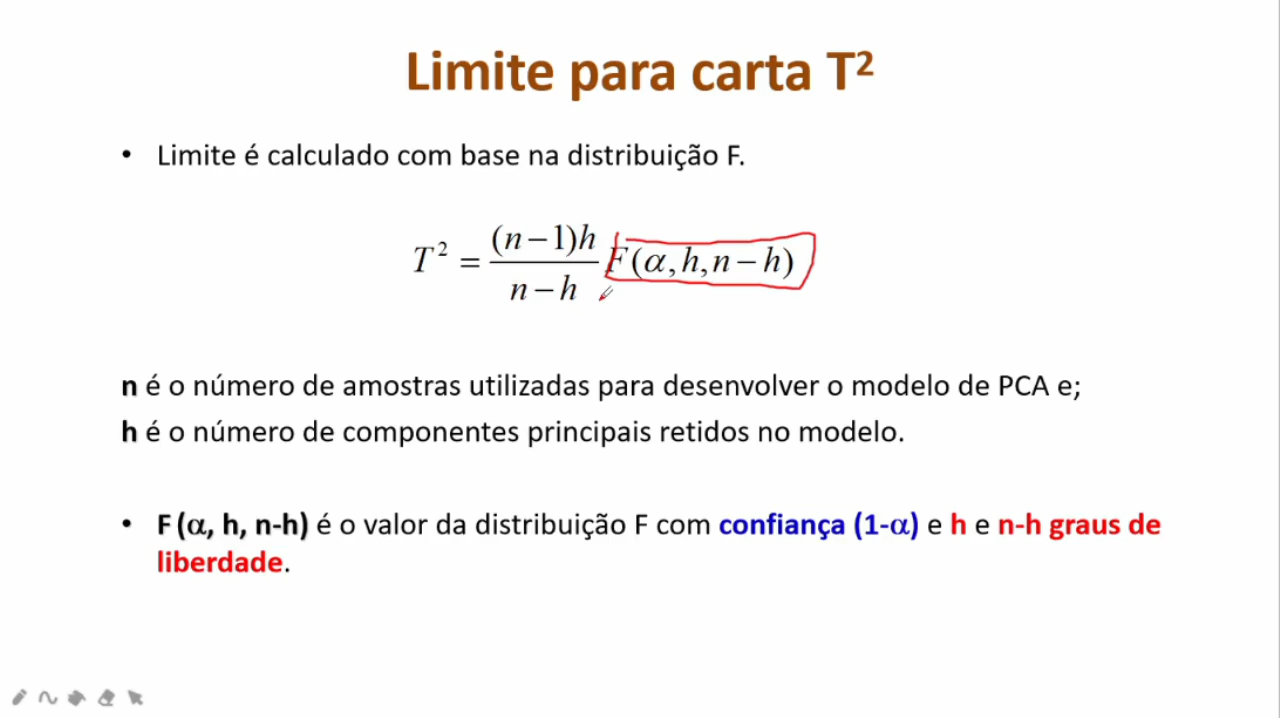 Limite para carta T²
• Limite é calculado com base na distribuição F.
T² = (n − 1)h / n − h F(α, h, n − h)
n é o número de amostras utilizadas para desenvolver o modelo de PCA e;
h é o número de componentes principais retidos no modelo.
• F (α, h, n-h) é o valor da distribuição F com confiança (1-α) e h e n-h graus de
liberdade.